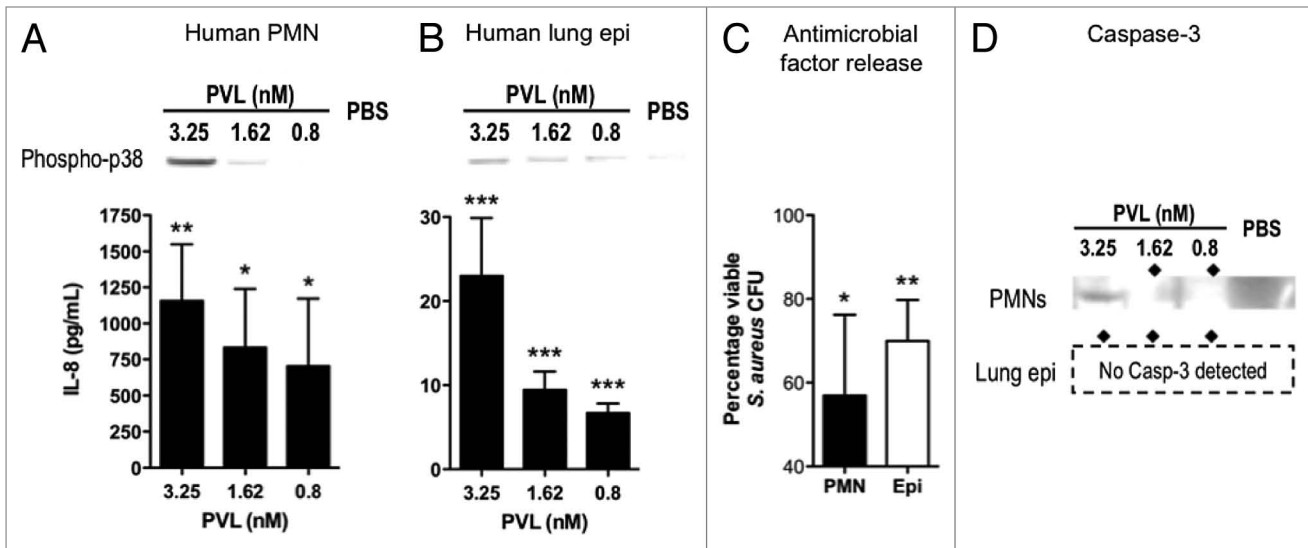 A
Human PMN
PVL (nM)
PBS
3.25 1.62 0.8
Phospho-p38
**
*
*
IL-8 (pg/mL)
1750
1500
1250
1000
750
500
250
0
3.25 1.62 0.8
PVL (nM)
B
Human lung epi
PVL (nM)
PBS
3.25 1.62 0.8
***
***
***
30
20
10
0
3.25 1.62 0.8
PVL (nM)
C
Antimicrobial
factor release
Percentage viable
S. aureus CFU
100
80
60
40
*
**
PMN Epi
D
Caspase-3
PVL (nM)
PBS
3.25 1.62 0.8
PMNs
Lung epi
No Casp-3 detected